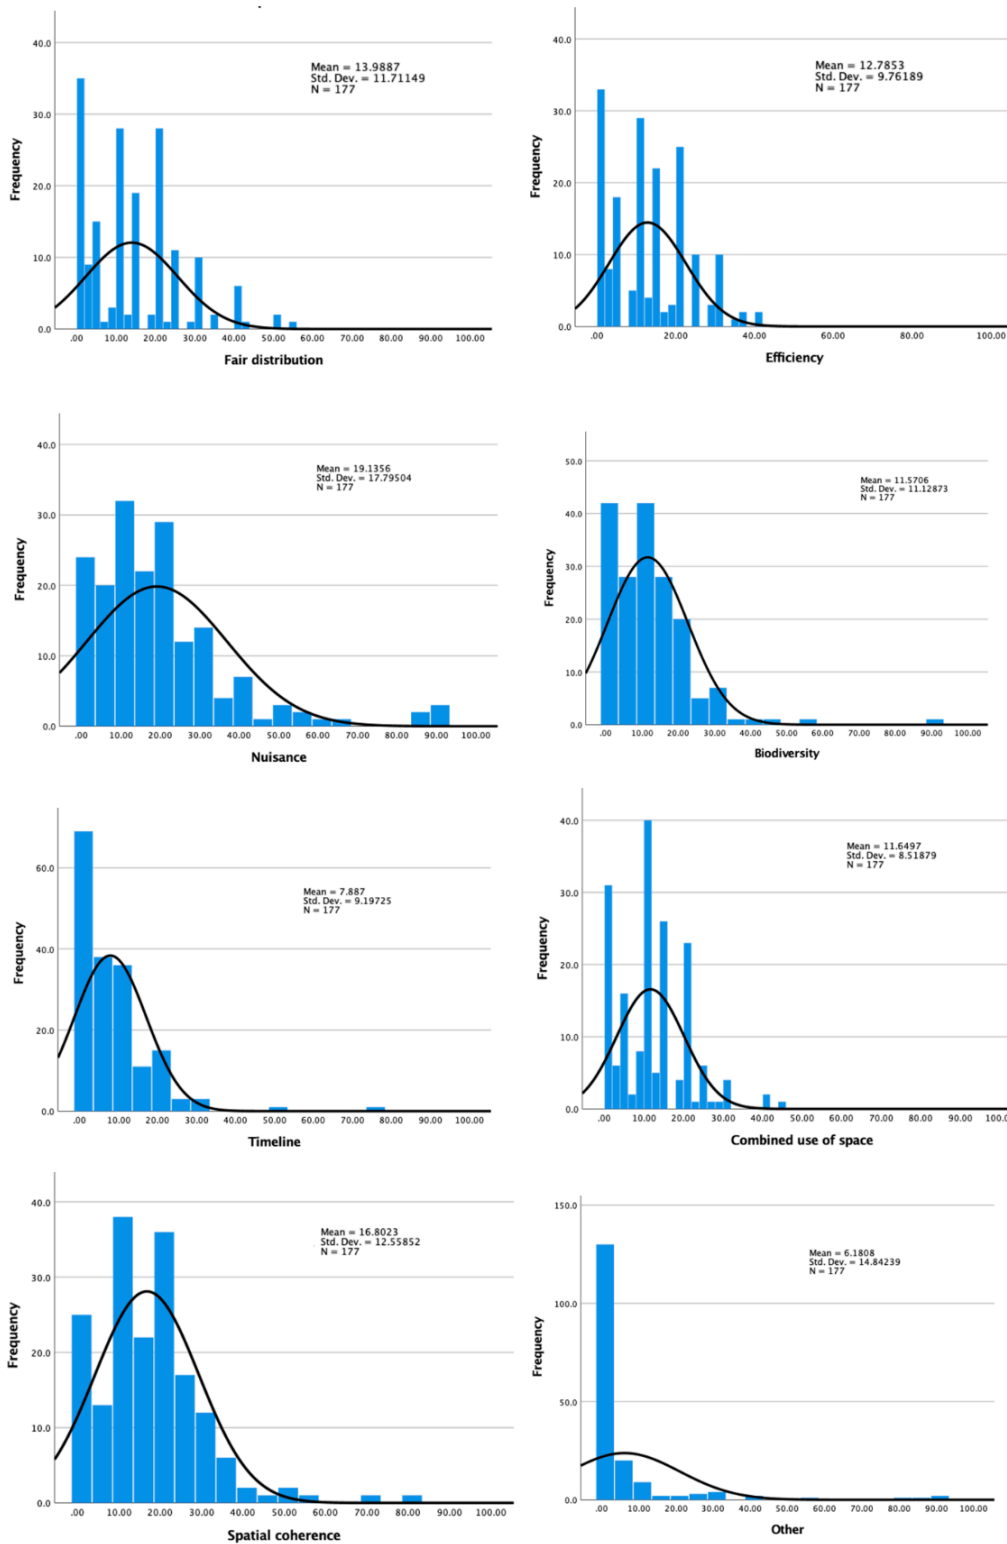 Mean = 13.9887
Std. Dev. = 11.71149
N = 177
40.0
30.0
20.0
10.0
0.0
Frequency
.00 10.00 20.00 30.00 40.00 50.00 60.00 70.00 80.00 90.00 100.00
Fair distribution
Mean = 12.7853
Std. Dev. = 9.76189
N = 177
40.0
30.0
20.0
10.0
0.0
Frequency
.00 20.00 40.00 60.00 80.00 100.00
Efficiency
Mean = 19.1356
Std. Dev. = 17.79504
N = 177
40.0
30.0
20.0
10.0
0.0
Frequency
.00 10.00 20.00 30.00 40.00 50.00 60.00 70.00 80.00 90.00 100.00
Nuisance
Mean = 11.5706
Std. Dev. = 11.12873
N = 177
50.0
40.0
30.0
20.0
10.0
0.0
Frequency
.00 10.00 20.00 30.00 40.00 50.00 60.00 70.00 80.00 90.00 100.00
Biodiversity
Mean = 7.887
Std. Dev. = 9.19725
N = 177
60.0
40.0
20.0
0.0
Frequency
.00 10.00 20.00 30.00 40.00 50.00 60.00 70.00 80.00 90.00 100.00
Timeline
Mean = 11.6497
Std. Dev. = 8.51879
N = 177
40.0
30.0
20.0
10.0
0.0
Frequency
.00 10.00 20.00 30.00 40.00 50.00 60.00 70.00 80.00 90.00 100.0
Combined use of space
Mean = 16.8023
Std. Dev. = 12.55852
N = 177
40.0
30.0
20.0
10.0
0.0
Frequency
.00 10.00 20.00 30.00 40.00 50.00 60.00 70.00 80.00 90.00 100.00
Spatial coherence
Mean = 6.1808
Std. Dev. = 14.84239
N = 177
150.0
100.0
50.0
0.0
Frequency
.00 10.00 20.00 30.00 40.00 50.00 60.00 70.00 80.00 90.00 100.00
Other